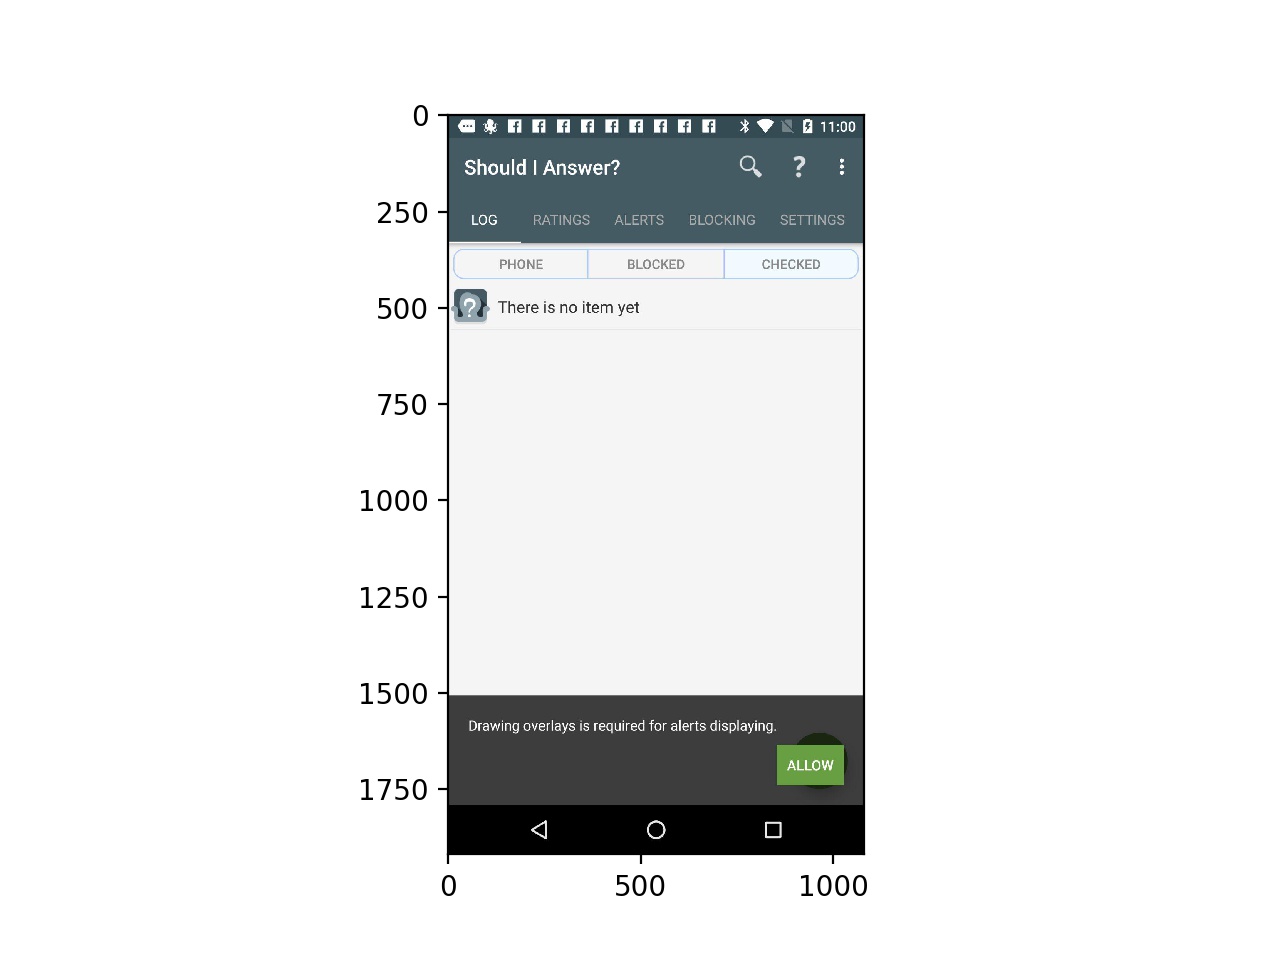 0
11:00
Should I Answer? ?
250
LOG RATINGS ALERTS BLOCKING SETTINGS
PHONE BLOCKED CHECKED
500
? There is no item yet
750
1000
1250
1500
Drawing overlays is required for alerts displaying.
ALLOW
1750
0 500 1000